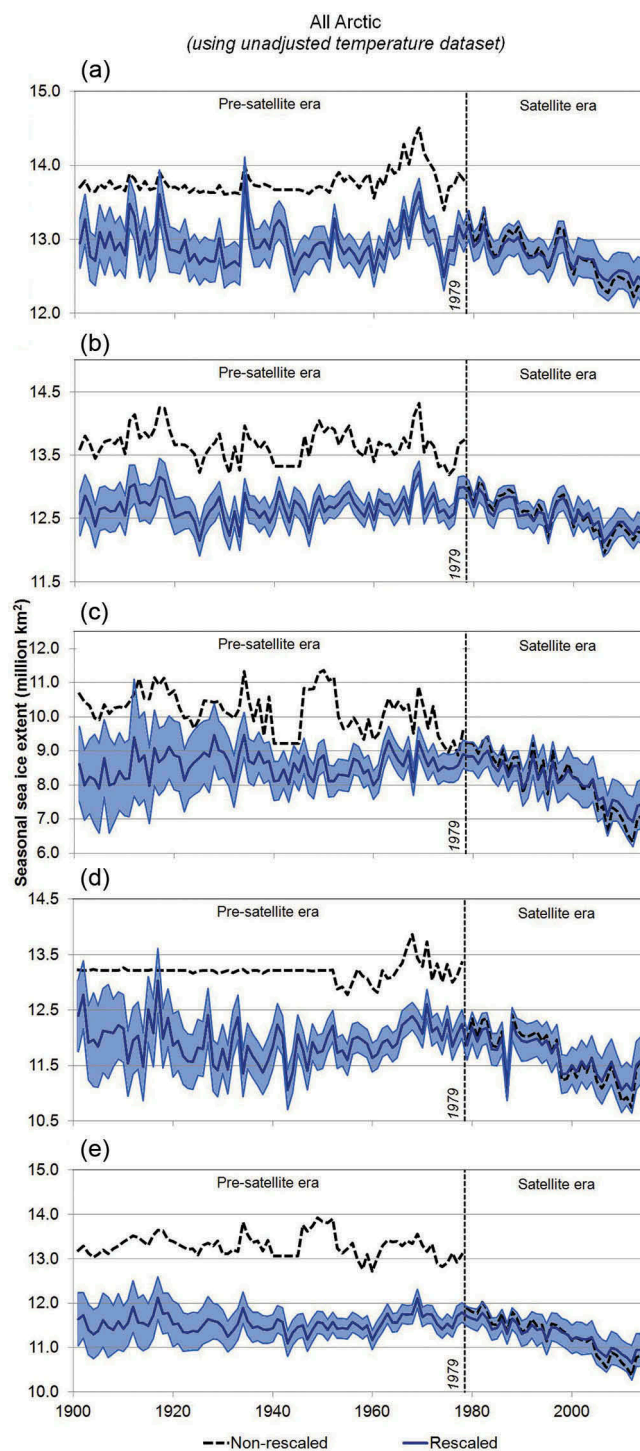 All Arctic
(using unadjusted temperature dataset)
(a)
Pre-satellite era Satellite era
15.0
14.0
13.0
12.0
1979
(b)
Pre-satellite era Satellite era
14.5
13.5
12.5
11.5
1979
(c)
Pre-satellite era Satellite era
12.0
11.0
10.0
9.0
8.0
7.0
6.0
1979
Seasonal sea ice extent (million km²)
(d)
Pre-satellite era Satellite era
14.5
13.5
12.5
11.5
10.5
1979
(e)
Pre-satellite era Satellite era
15.0
14.0
13.0
12.0
11.0
10.0
1979
1900 1920 1940 1960 1980 2000
Non-rescaled Rescaled